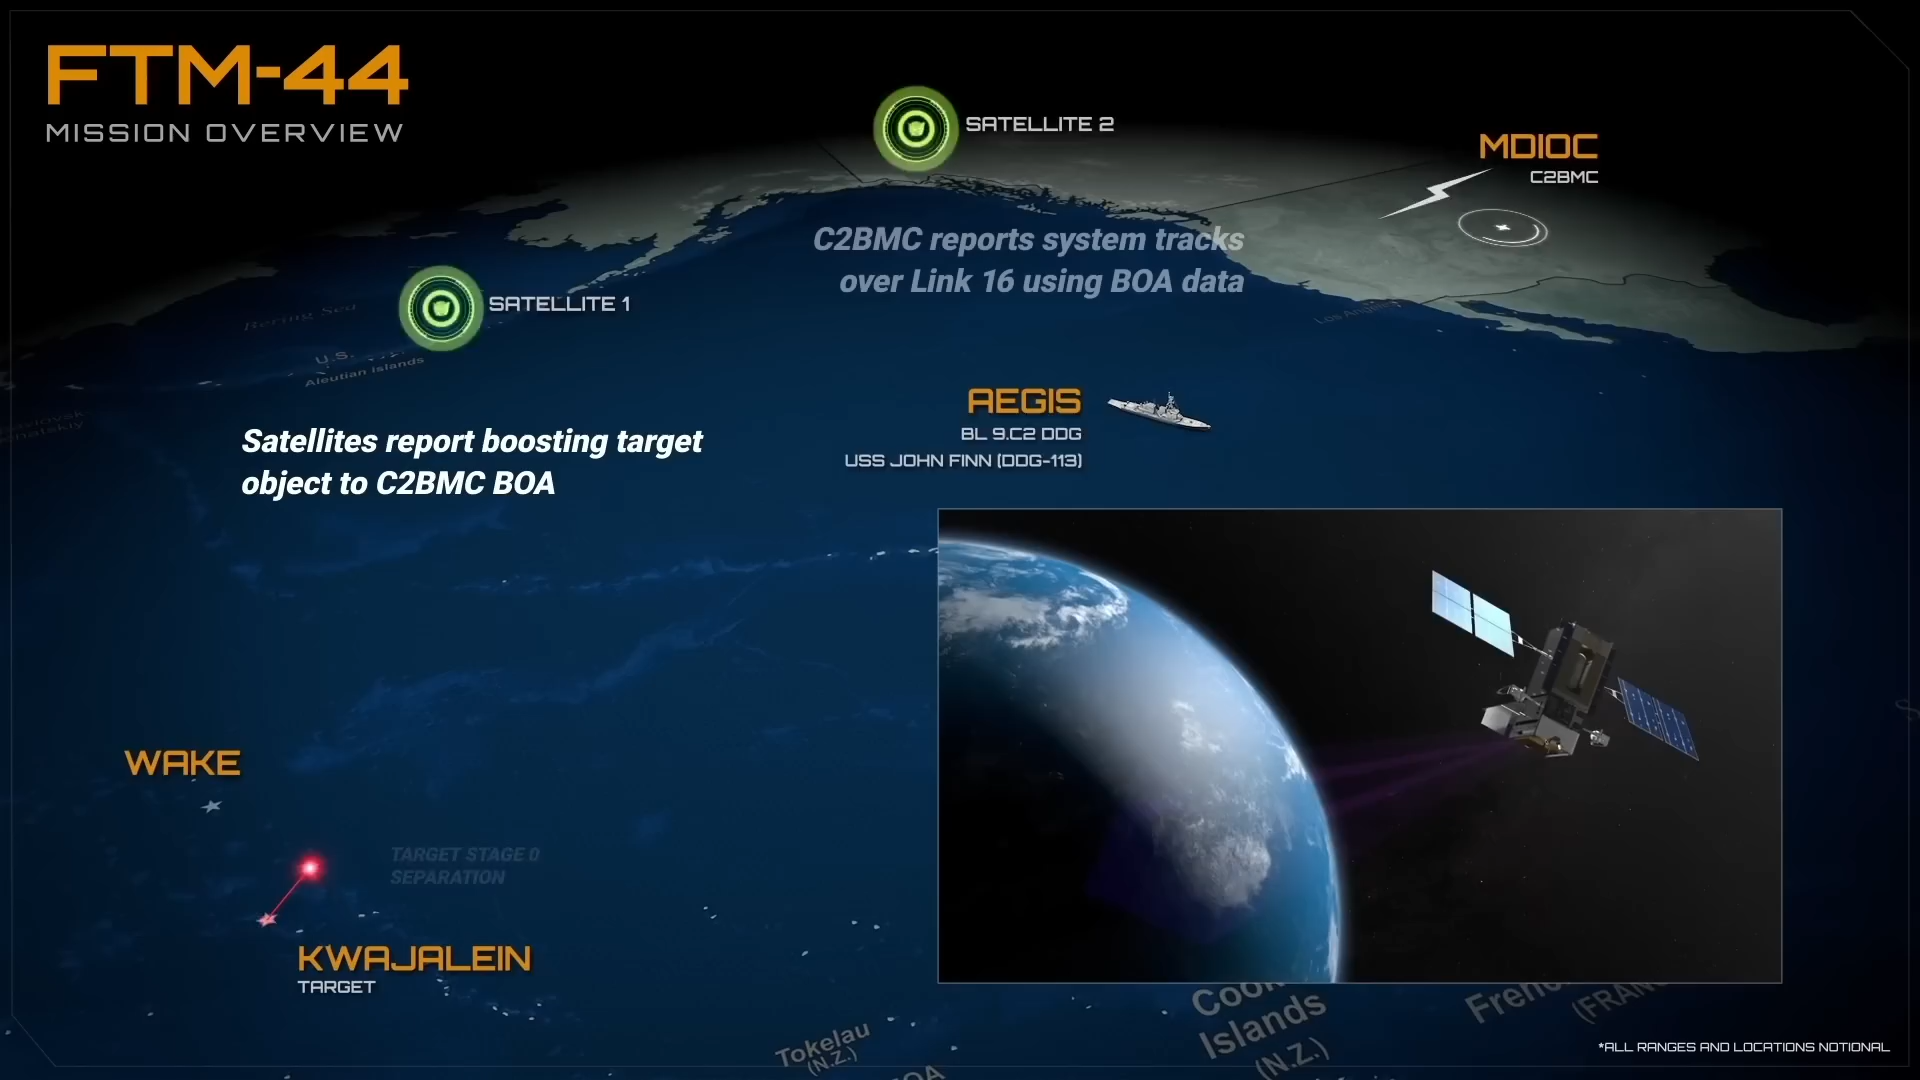 FTM-44
MISSION OVERVIEW
SATELLITE 2
MDIOC
C2BMC
C2BMC reports system tracks
over Link 16 using BOA data
SATELLITE 1
Bering Sea
U.S.
Aleutian Islands
Los Angeles
AEGIS
BL 9.C2 DDG
USS JOHN FINN (DDG-113)
Satellites report boosting target
object to C2BMC BOA
WAKE
TARGET STAGE 0
SEPARATION
KWAJALEIN
TARGET
Tokelau
(N.Z.)
Islands
(N.Z.)
*ALL RANGES AND LOCATIONS NOTIONAL